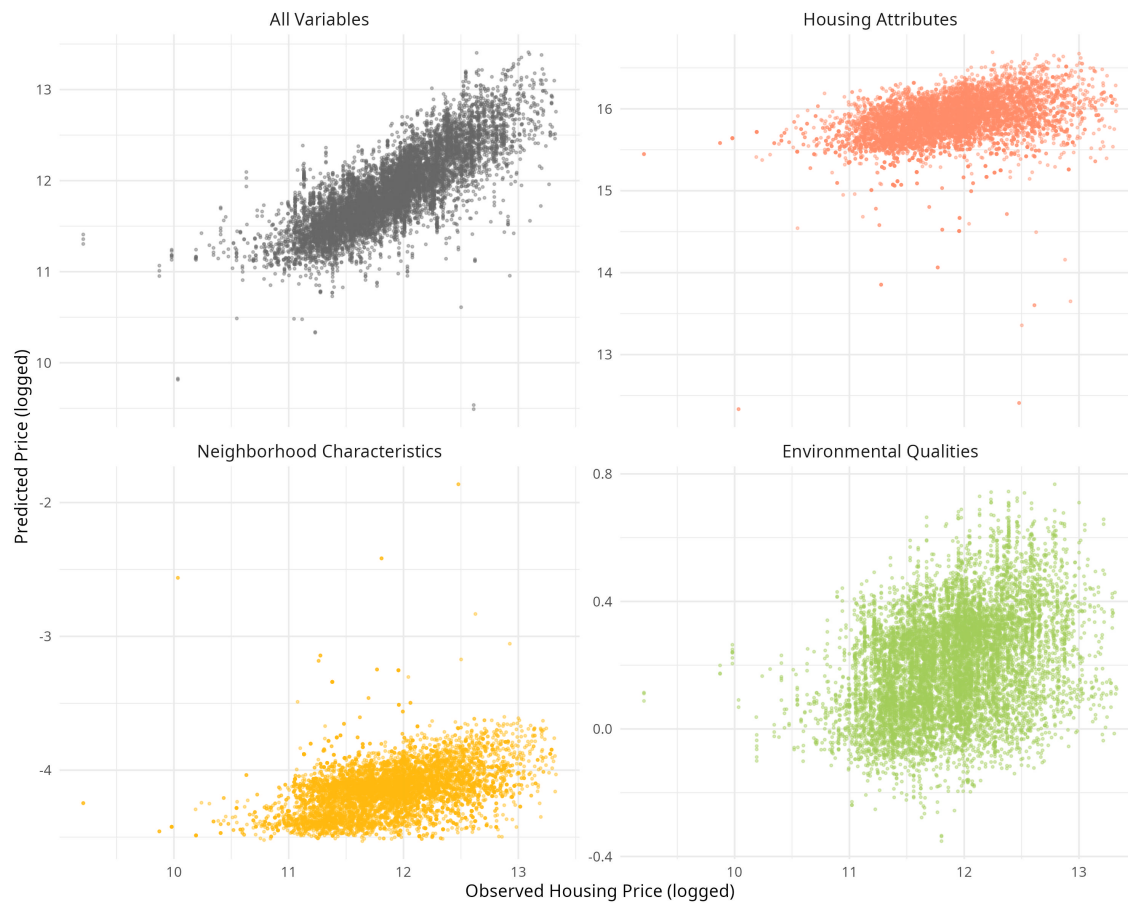 All Variables
Housing Attributes
13
12
11
10
16
15
14
13
Predicted Price (logged)
Neighborhood Characteristics
Environmental Qualities
-2
-3
-4
0.8
0.4
0.0
-0.4
10 11 12 13
10 11 12 13
Observed Housing Price (logged)